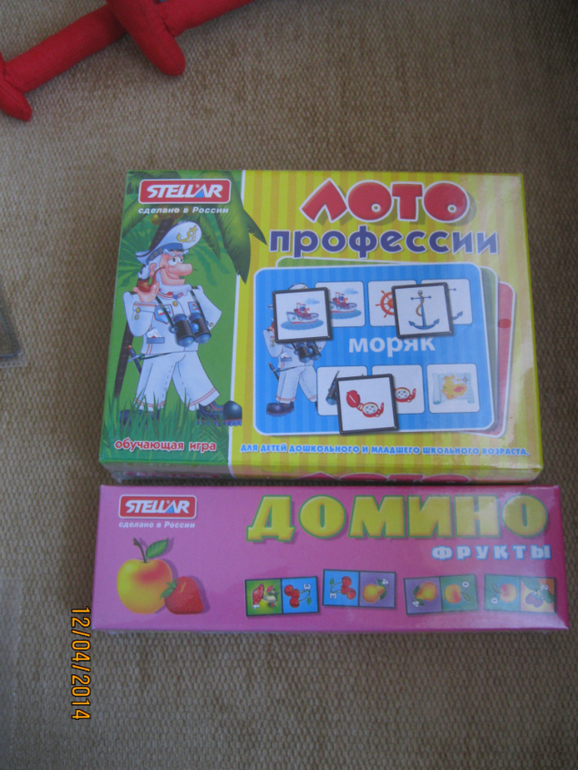 STELLAR
сделано в России
ЛОТО
профессии
моряк
обучающая игра
ДЛЯ ДЕТЕЙ ДОШКОЛЬНОГО И МЛАДШЕГО ШКОЛЬНОГО ВОЗРАСТА
STELLAR
сделано в России
ДОМИНО
ФРУКТЫ
12/04/2014